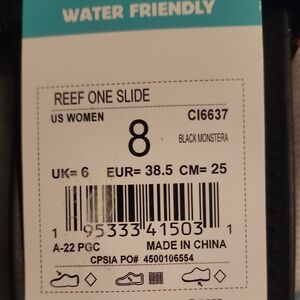 WATER FRIENDLY
REEF ONE SLIDE
US WOMEN 8 CI6637
BLACK MONSTERA
UK= 6 EUR= 38.5 CM= 25
1 95333 41503 1
A-22 PGC MADE IN CHINA
CPSIA PO# 4500106554